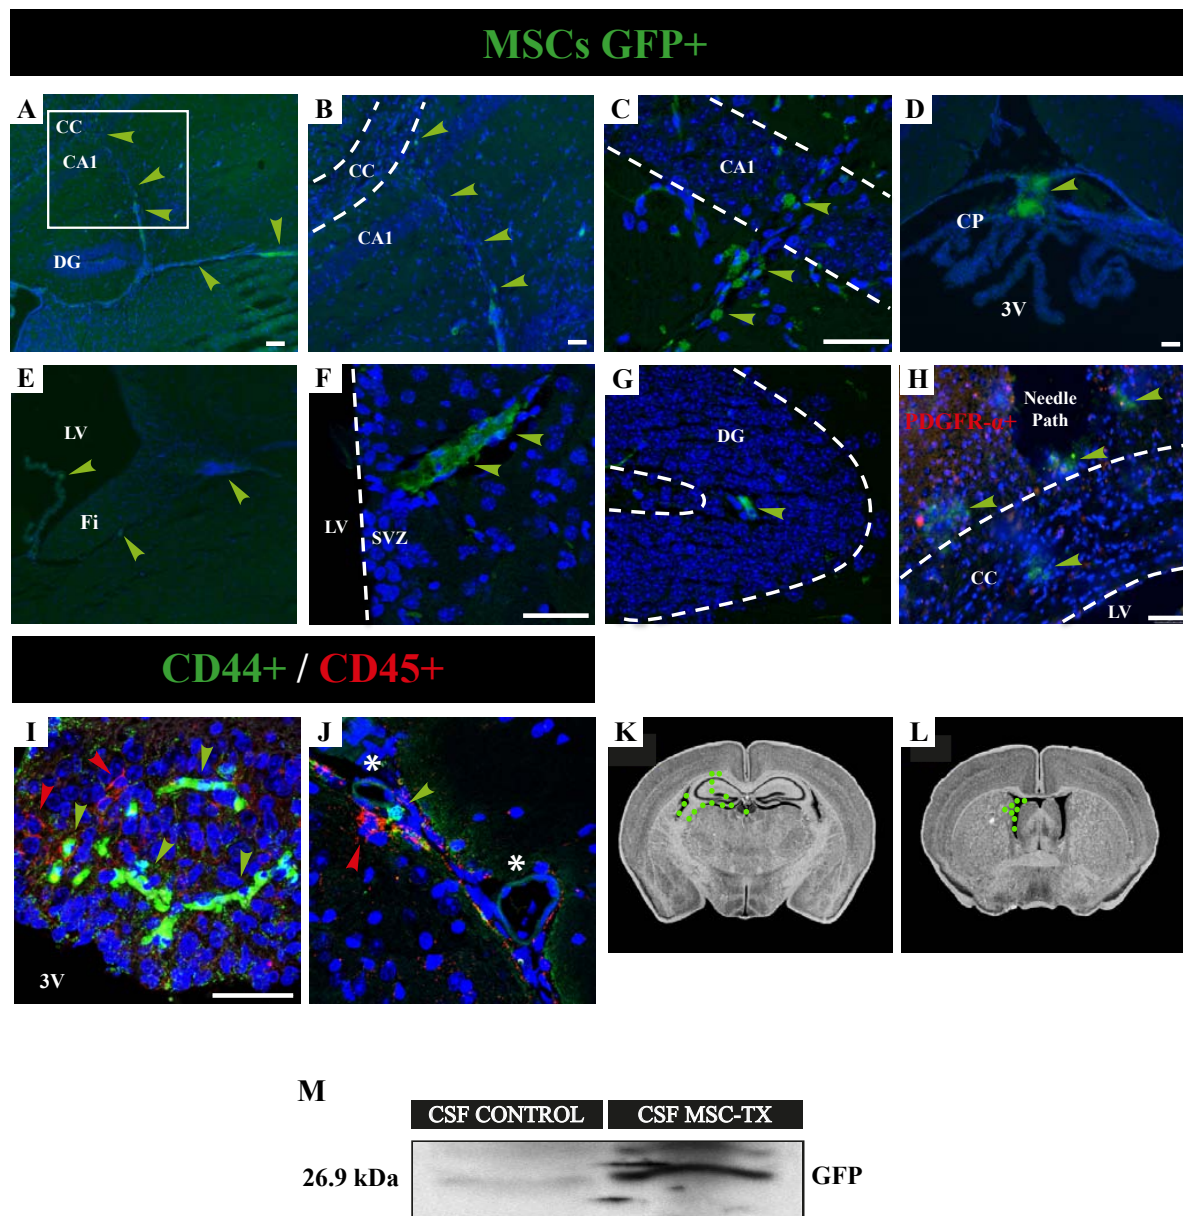 MSCs GFP+
A
CC
CA1
DG
B
CC
CA1
C
CA1
D
CP
3V
E
LV
Fi
F
LV
SVZ
G
DG
H
PDGFR-α+
Needle
Path
CC
LV
CD44+ / CD45+
I
3V
J
*
*
K
L
M
CSF CONTROL
CSF MSC-TX
26.9 kDa
GFP